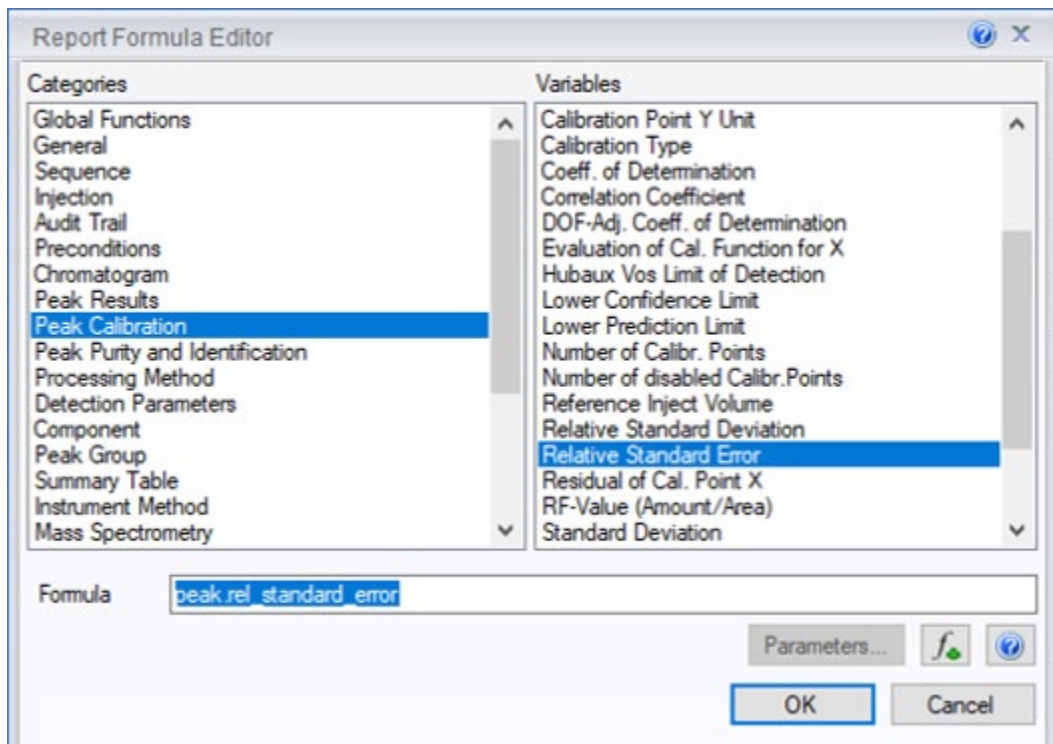 Report Formula Editor
Categories
Global Functions
General
Sequence
Injection
Audit Trail
Preconditions
Chromatogram
Peak Results
Peak Calibration
Peak Purity and Identification
Processing Method
Detection Parameters
Component
Peak Group
Summary Table
Instrument Method
Mass Spectrometry
Variables
Calibration Point Y Unit
Calibration Type
Coeff. of Determination
Correlation Coefficient
DOF-Adj. Coeff. of Determination
Evaluation of Cal. Function for X
Hubaux Vos Limit of Detection
Lower Confidence Limit
Lower Prediction Limit
Number of Calibr. Points
Number of disabled Calibr.Points
Reference Inject Volume
Relative Standard Deviation
Relative Standard Error
Residual of Cal. Point X
RF-Value (Amount/Area)
Standard Deviation
Formula peak.rel_standard_error
Parameters...
OK Cancel